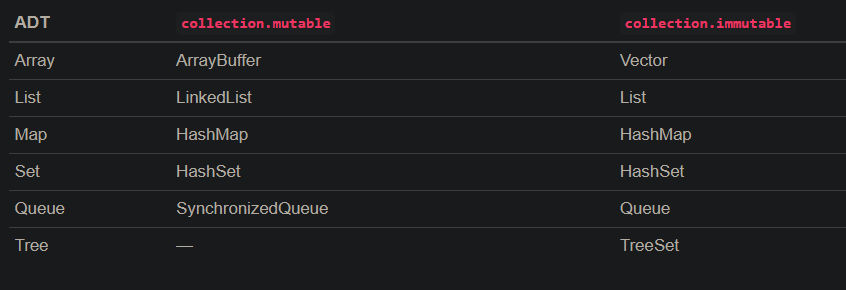 ADT collection.mutable collection.immutable
Array ArrayBuffer Vector
List LinkedList List
Map HashMap HashMap
Set HashSet HashSet
Queue SynchronizedQueue Queue
Tree — TreeSet